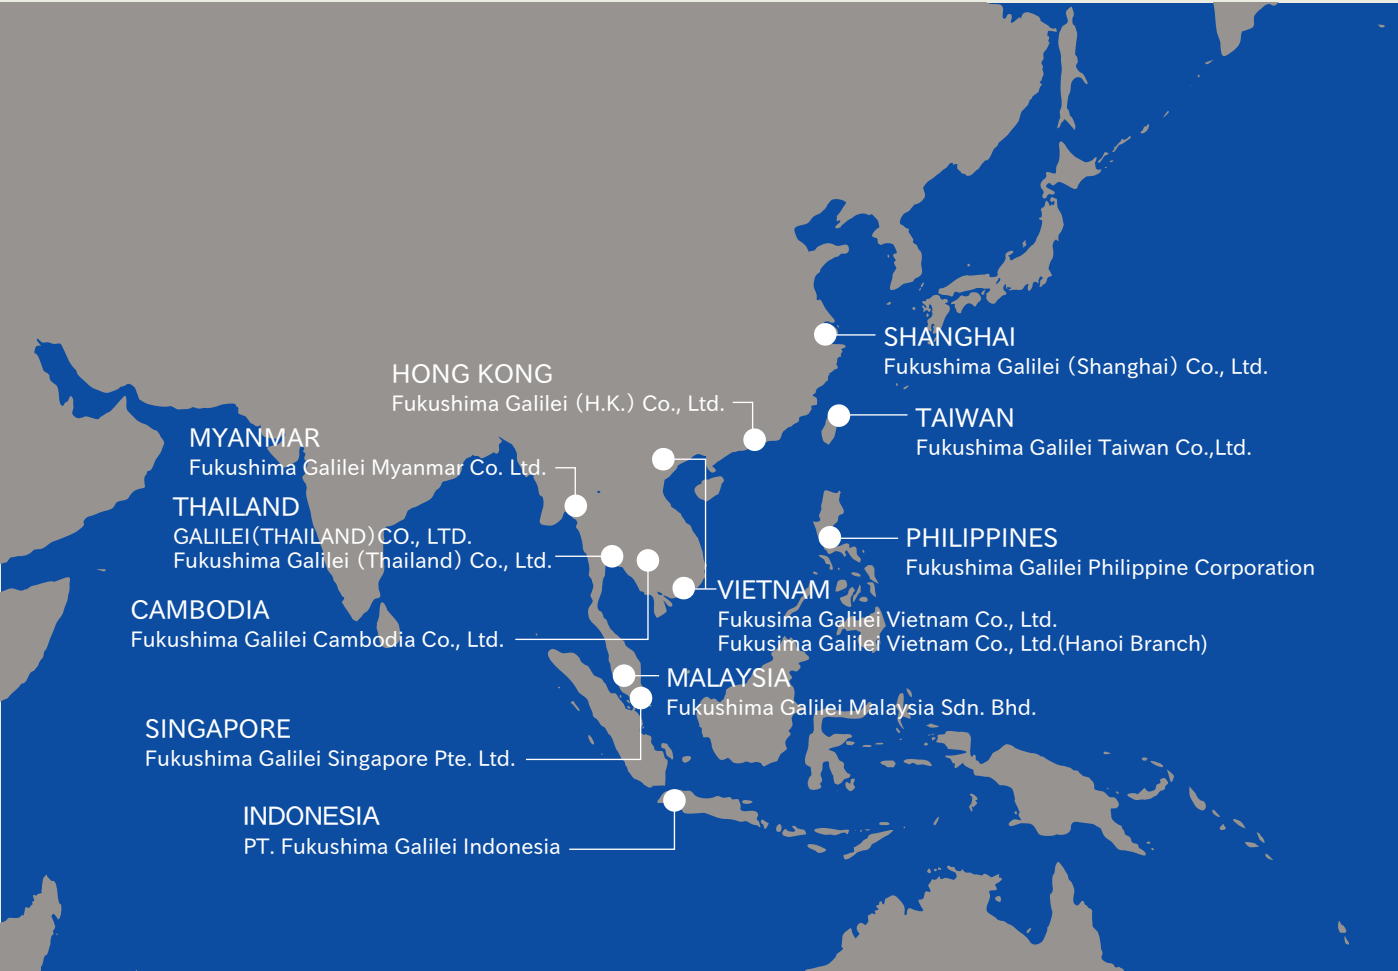 SHANGHAI
Fukushima Galilei (Shanghai) Co., Ltd.
HONG KONG
Fukushima Galilei (H.K.) Co., Ltd.
TAIWAN
Fukushima Galilei Taiwan Co.,Ltd.
MYANMAR
Fukushima Galilei Myanmar Co. Ltd.
THAILAND
GALILEI(THAILAND)CO., LTD.
Fukushima Galilei (Thailand) Co., Ltd.
PHILIPPINES
Fukushima Galilei Philippine Corporation
VIETNAM
Fukusima Galilei Vietnam Co., Ltd.
Fukusima Galilei Vietnam Co., Ltd.(Hanoi Branch)
CAMBODIA
Fukushima Galilei Cambodia Co., Ltd.
MALAYSIA
Fukushima Galilei Malaysia Sdn. Bhd.
SINGAPORE
Fukushima Galilei Singapore Pte. Ltd.
INDONESIA
PT. Fukushima Galilei Indonesia